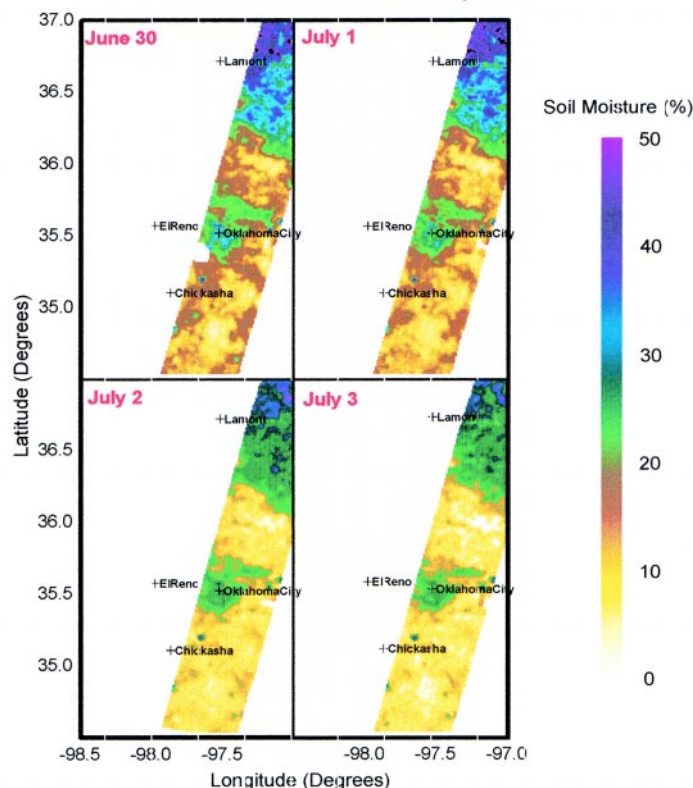 37.0
June 30
July 1
+Lamont
+Lamon
36.5
Soil Moisture (%)
50
36.0
+ElReno
+OklahomaCity
+ElReno
+OklahomaCity
35.5
40
+Chickasha
+Chickasha
35.0
30
Latitude (Degrees)
July 2
July 3
+Lamont
+Lamon
36.5
20
36.0
10
+ElReno
+OklahomaCity
+ElReno
+OklahomaCity
35.5
+Chickasha
+Chickasha
35.0
0
-98.5 -98.0 -97.5 -98.0 -97.5 -97.0
Longitude (Degrees)